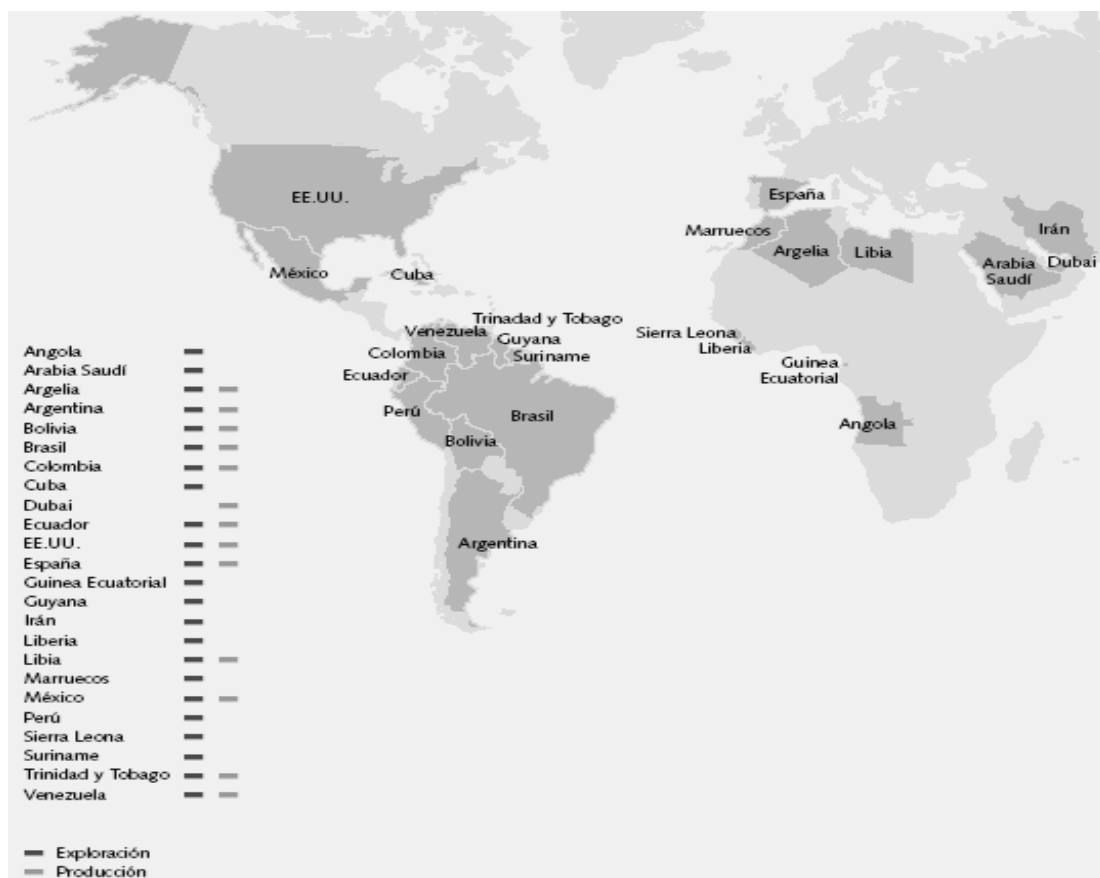 EE.UU.
España
Marruecos
Irán
Argelia
Libia
Arabia
Saudí
Dubai
México
Cuba
Trinadad y Tobago
Venezuela
Guyana
Sierra Leona
Colombia
Suriname
Liberia
Guinea
Ecuatorial
Ecuador
Perú
Brasil
Angola
Bolivia
Argentina
Angola
Arabia Saudí
Argelia
Argentina
Bolivia
Brasil
Colombia
Cuba
Dubai
Ecuador
EE.UU.
España
Guinea Ecuatorial
Guyana
Irán
Liberia
Libia
Marruecos
México
Perú
Sierra Leona
Suriname
Trinidad y Tobago
Venezuela
Exploración
Producción